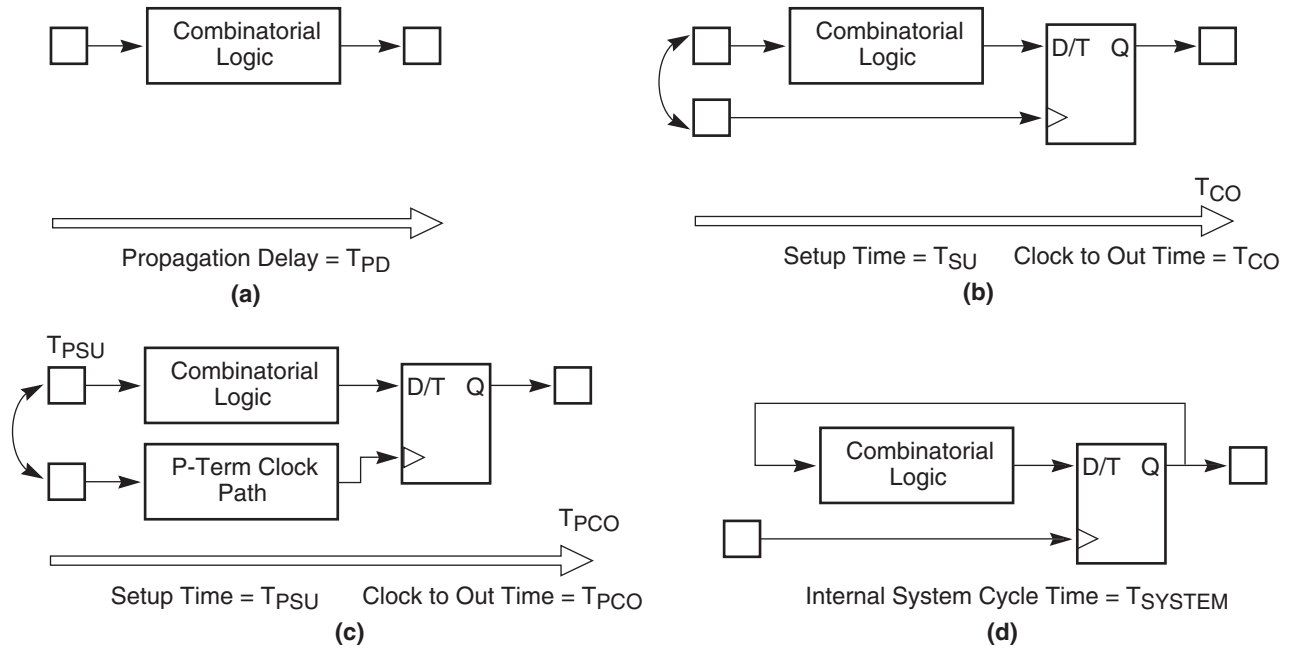 Combinatorial
Logic
Propagation Delay = TPD
(a)
Combinatorial
Logic
D/T Q
TCO
Setup Time = TSU Clock to Out Time = TCO
(b)
TPSU
Combinatorial
Logic
D/T Q
P-Term Clock
Path
TPCO
Setup Time = TPSU Clock to Out Time = TPCO
(c)
Combinatorial
Logic
D/T Q
Internal System Cycle Time = TSYSTEM
(d)